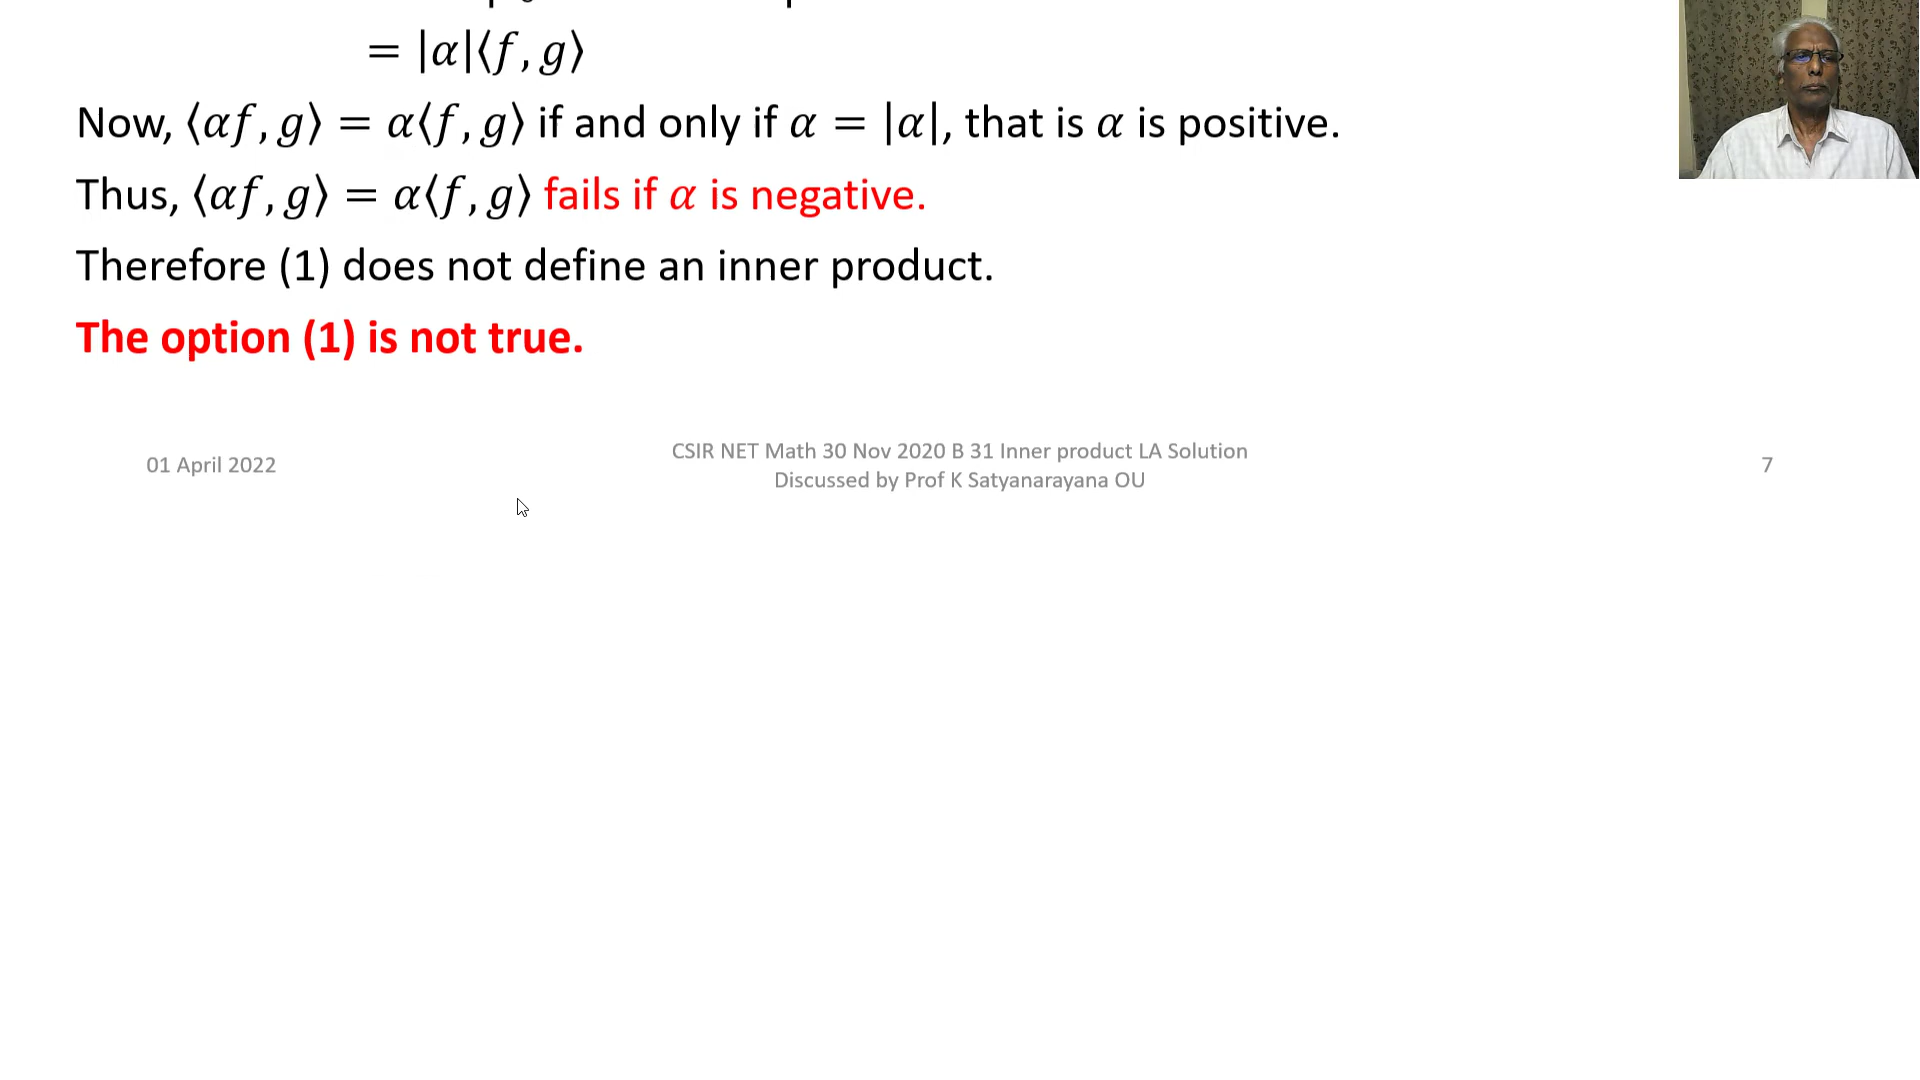 = |α|⟨f, g⟩
Now, ⟨αf, g⟩ = α⟨f, g⟩ if and only if α = |α|, that is α is positive.
Thus, ⟨αf, g⟩ = α⟨f, g⟩ fails if α is negative.
Therefore (1) does not define an inner product.
The option (1) is not true.
01 April 2022
CSIR NET Math 30 Nov 2020 B 31 Inner product LA Solution
Discussed by Prof K Satyanarayana OU
7